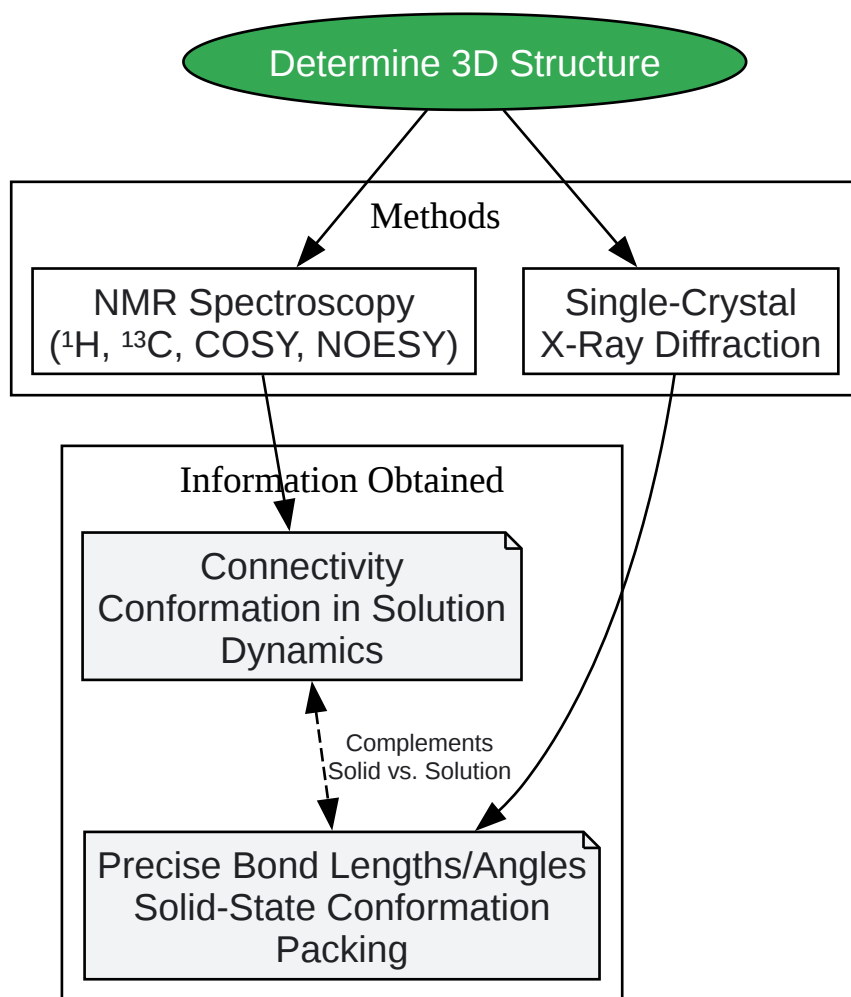 Determine 3D Structure
Methods
NMR Spectroscopy
(¹H, ¹³C, COSY, NOESY)
Single-Crystal
X-Ray Diffraction
Information Obtained
Connectivity
Conformation in Solution
Dynamics
Complements
Solid vs. Solution
Precise Bond Lengths/Angles
Solid-State Conformation
Packing